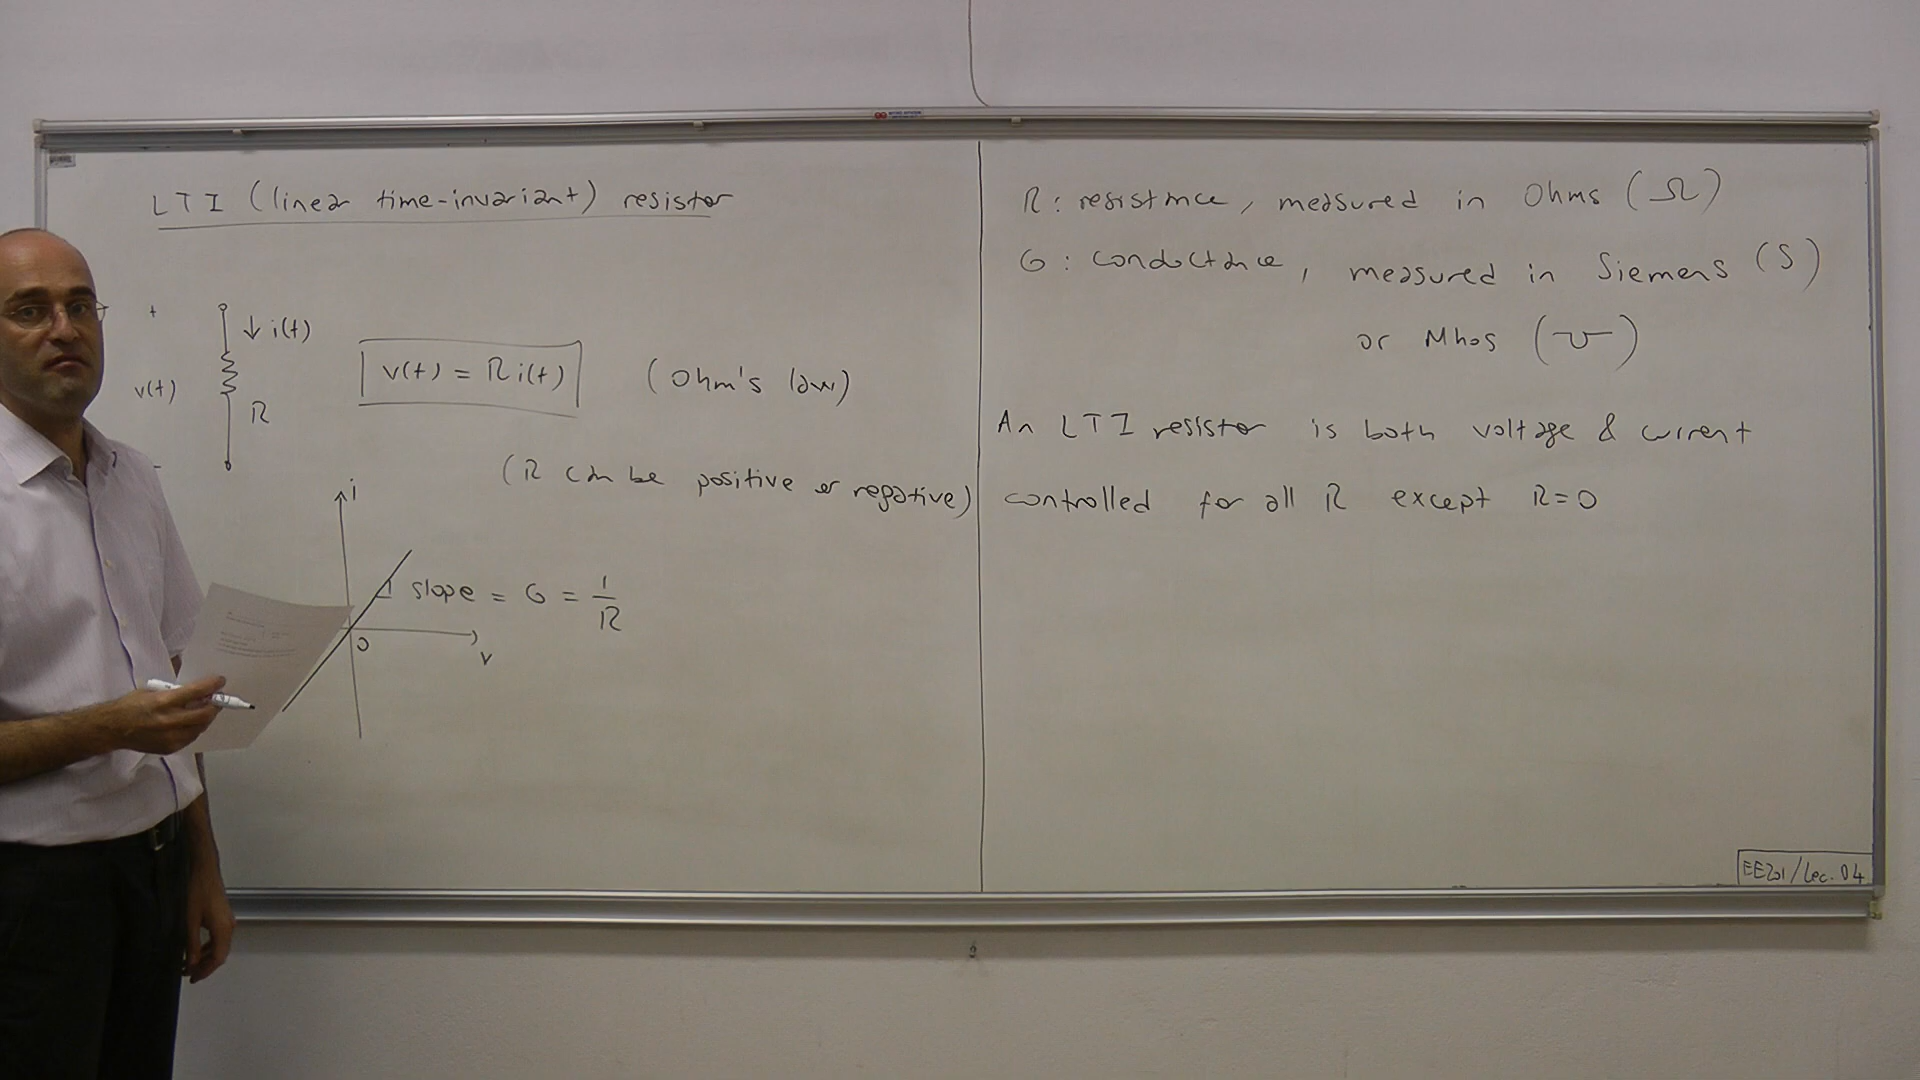 LTI (linear time-invariant) resistor
+
i(t)
v(t)
R
-
v(t) = R i(t)
(Ohm's law)
(R can be positive or negative)
i
slope = G = 1/R
0
v
R: resistance, measured in Ohms (Ω)
G: conductance, measured in Siemens (S)
or Mhos (℧)
An LTI resistor is both voltage & current
controlled for all R except R=0
EE201/Lec. 04